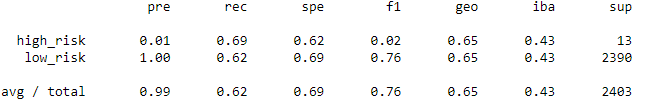 pre rec spe f1 geo iba sup
high_risk 0.01 0.69 0.62 0.02 0.65 0.43 13
low_risk 1.00 0.62 0.69 0.76 0.65 0.43 2390
avg / total 0.99 0.62 0.69 0.76 0.65 0.43 2403